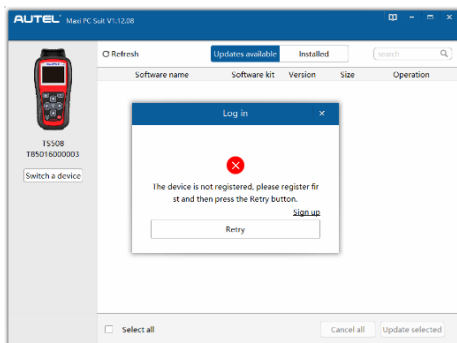 AUTEL Maxi PC Suit V1.12.08
Refresh
Updates available
Installed
search
Software name
Software kit
Version
Size
Operation
TS508
T85016000003
Switch a device
Log in
The device is not registered, please register fir
st and then press the Retry button.
Sign up
Retry
Select all
Cancel all
Update selected